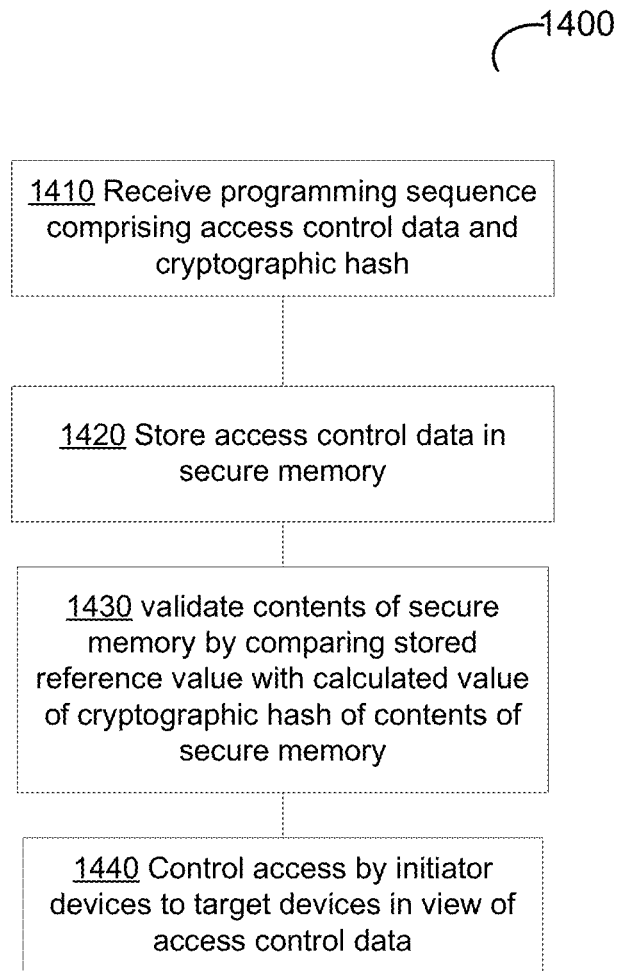 1400
1410 Receive programming sequence
comprising access control data and
cryptographic hash
1420 Store access control data in
secure memory
1430 validate contents of secure
memory by comparing stored
reference value with calculated value
of cryptographic hash of contents of
secure memory
1440 Control access by initiator
devices to target devices in view of
access control data